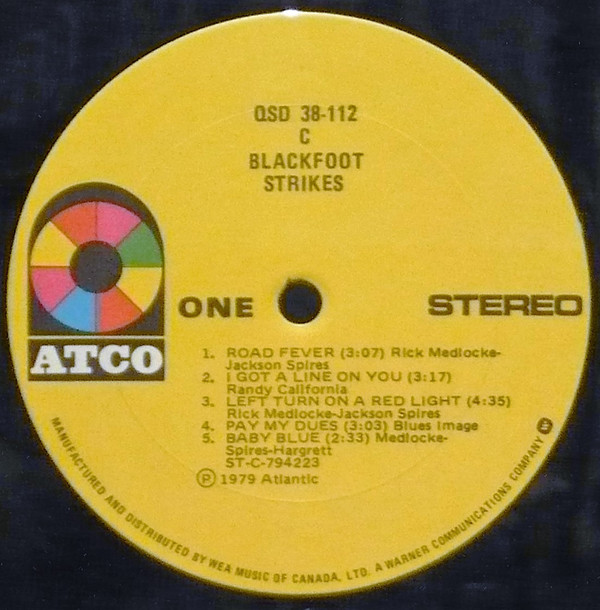 QSD 38-112
C
BLACKFOOT
STRIKES
ATCO
ONE
STEREO
1. ROAD FEVER (3:07) Rick Medlocke-
Jackson Spires
2. I GOT A LINE ON YOU (3:17)
Randy California
3. LEFT TURN ON A RED LIGHT (4:35)
Rick Medlocke-Jackson Spires
4. PAY MY DUES (3:03) Blues Image
5. BABY BLUE (2:33) Medlocke-
Spires-Hargrett
ST-C-794223
Ⓟ 1979 Atlantic
MANUFACTURED AND DISTRIBUTED BY WEA MUSIC OF CANADA, LTD. A WARNER COMMUNICATIONS COMPANY